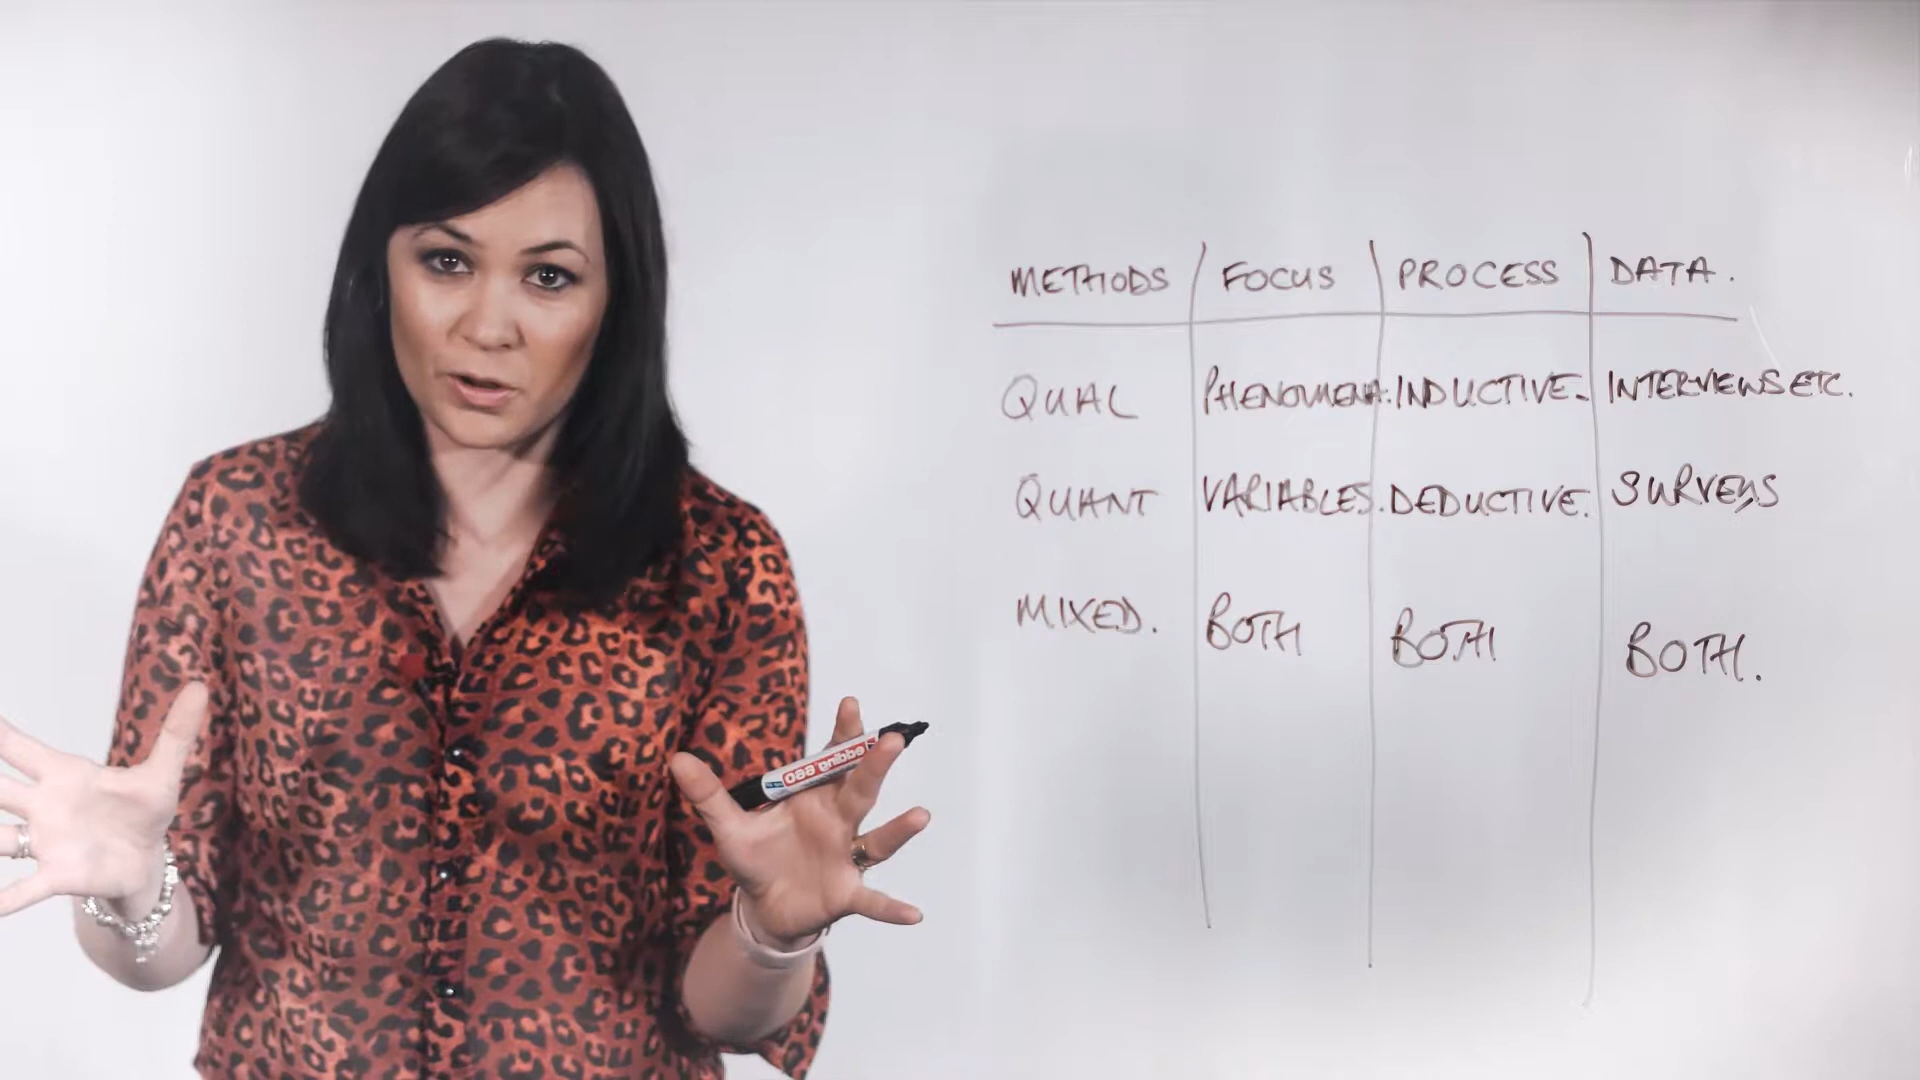 METHODS FOCUS PROCESS DATA.
QUAL PHENOMENA. INDUCTIVE. INTERVIEWS ETC.
QUANT VARIABLES. DEDUCTIVE. SURVEYS
MIXED. BOTH BOTH BOTH.
edding 660